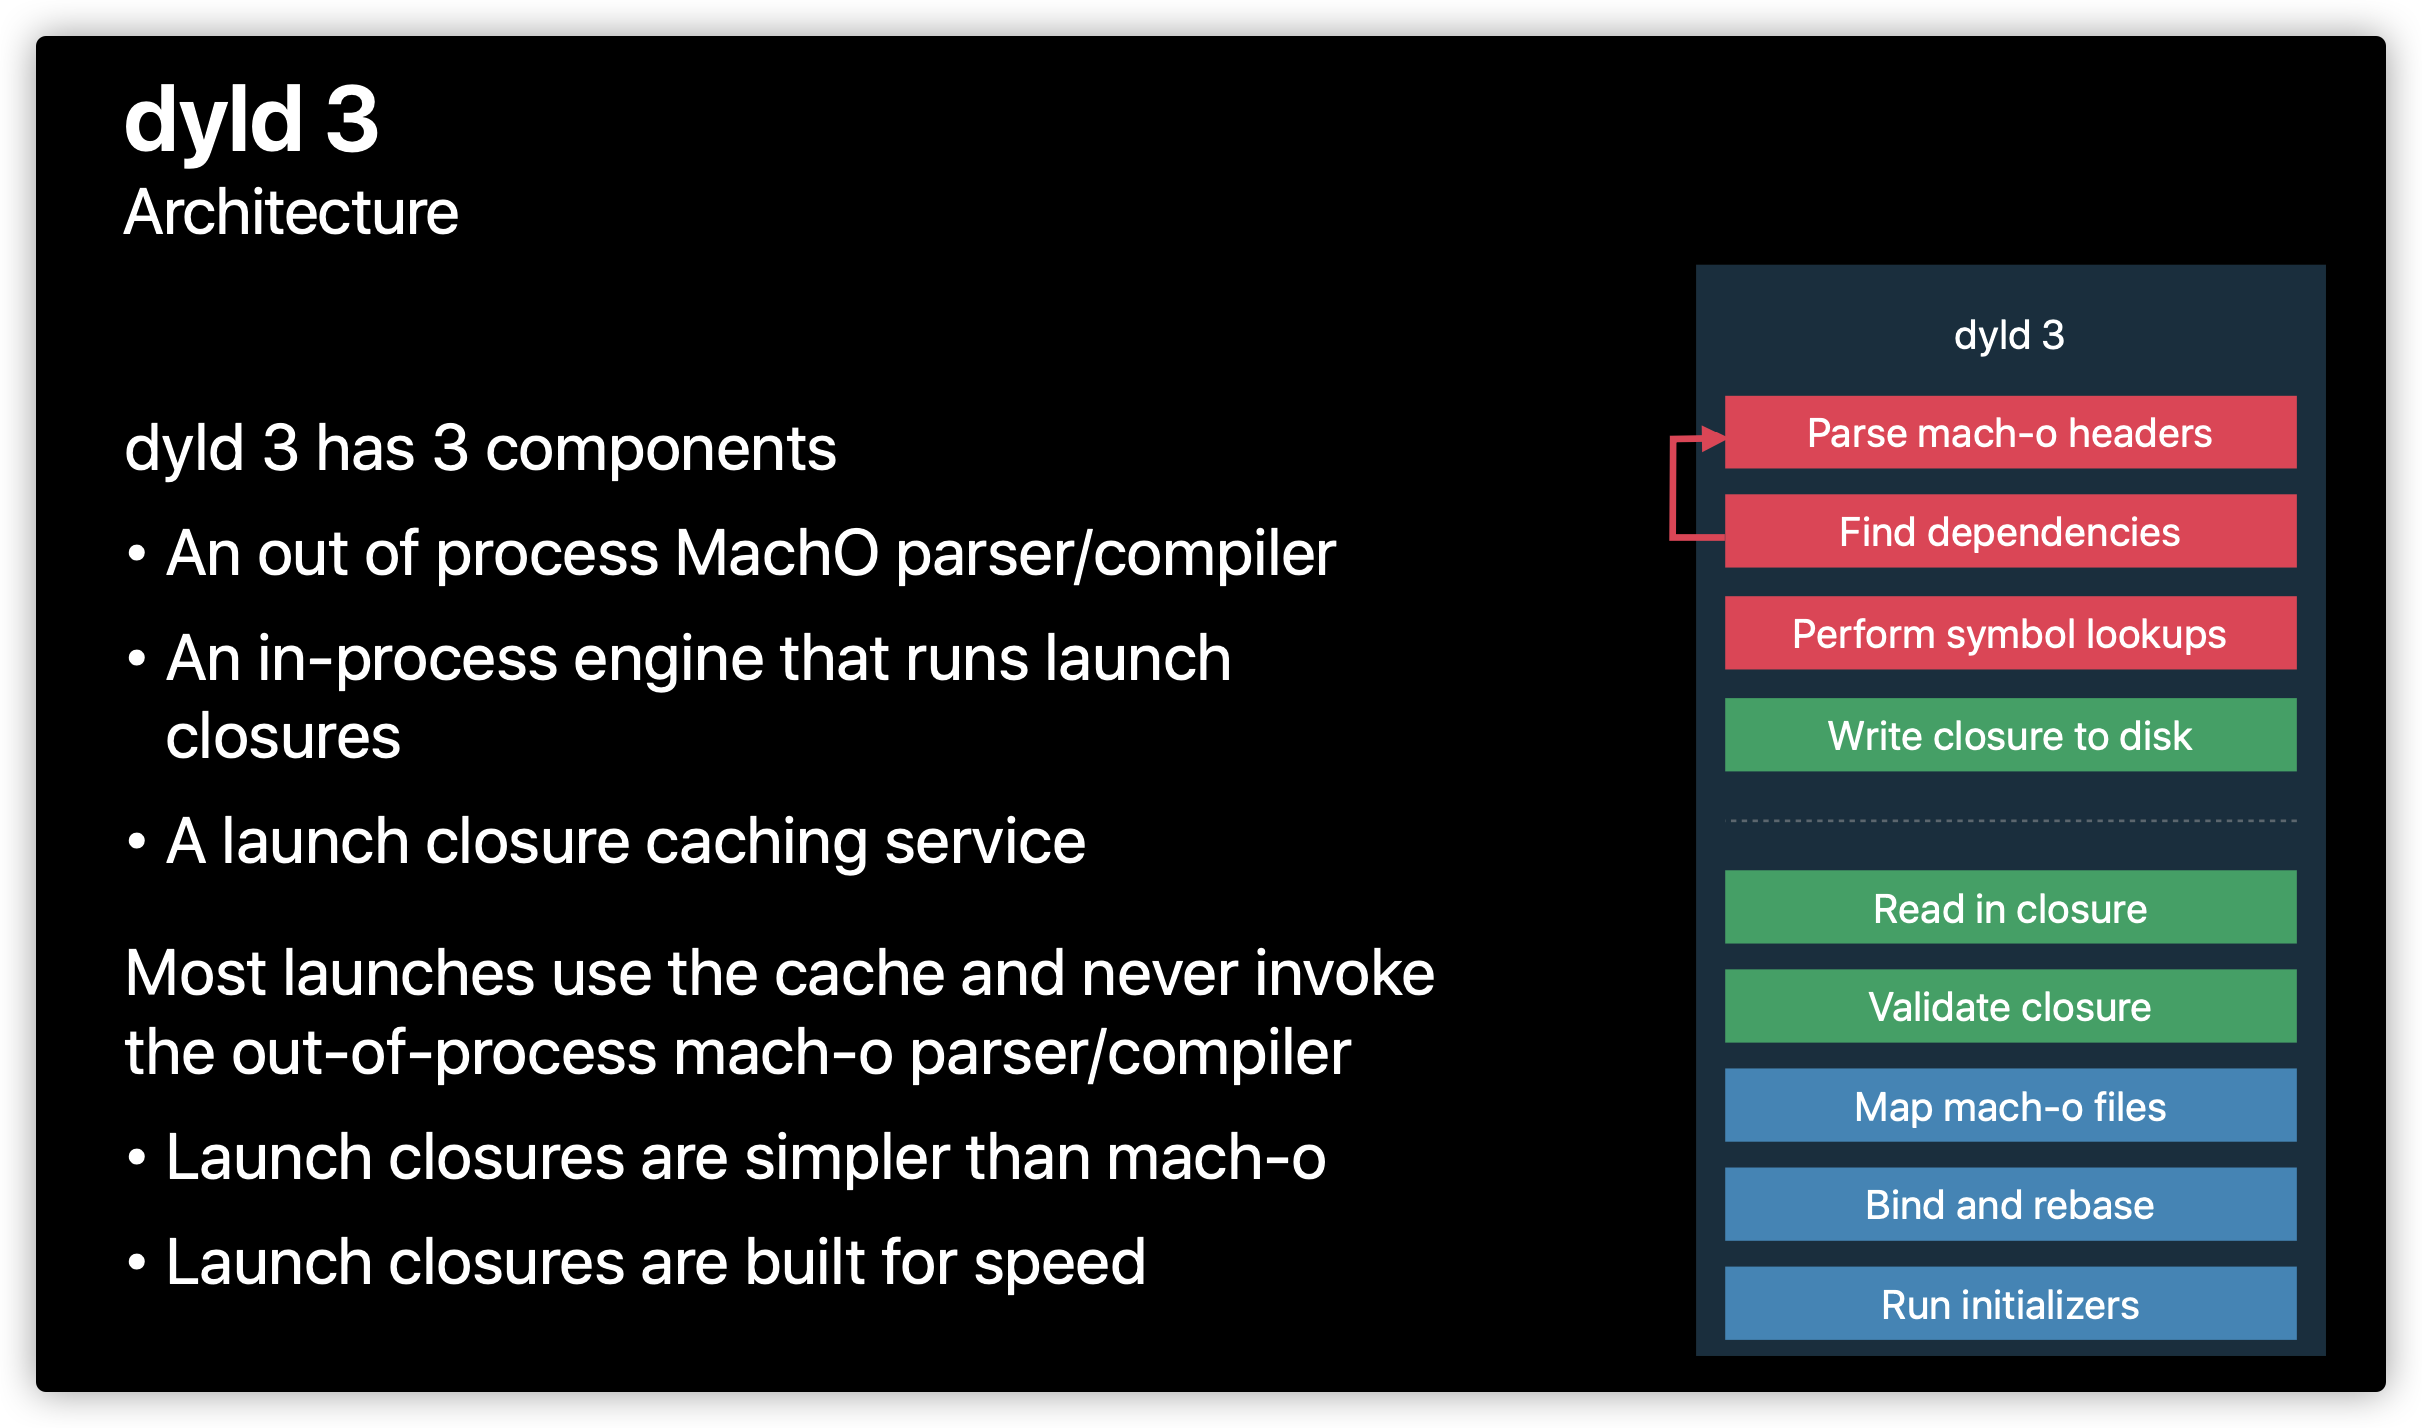 dyld 3
Architecture
dyld 3 has 3 components
• An out of process MachO parser/compiler
• An in-process engine that runs launch
closures
• A launch closure caching service
Most launches use the cache and never invoke
the out-of-process mach-o parser/compiler
• Launch closures are simpler than mach-o
• Launch closures are built for speed
dyld 3
Parse mach-o headers
Find dependencies
Perform symbol lookups
Write closure to disk
Read in closure
Validate closure
Map mach-o files
Bind and rebase
Run initializers